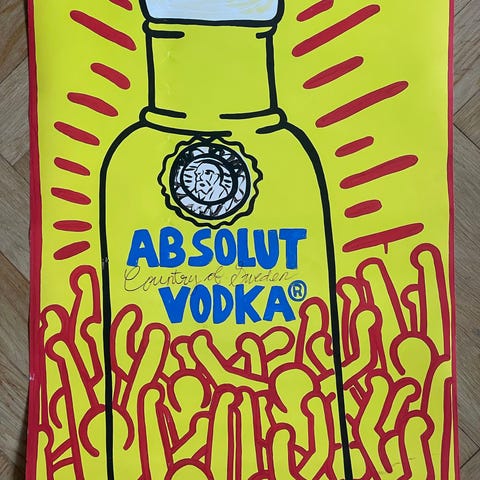 ABSOLUT
Country of Sweden
VODKA®